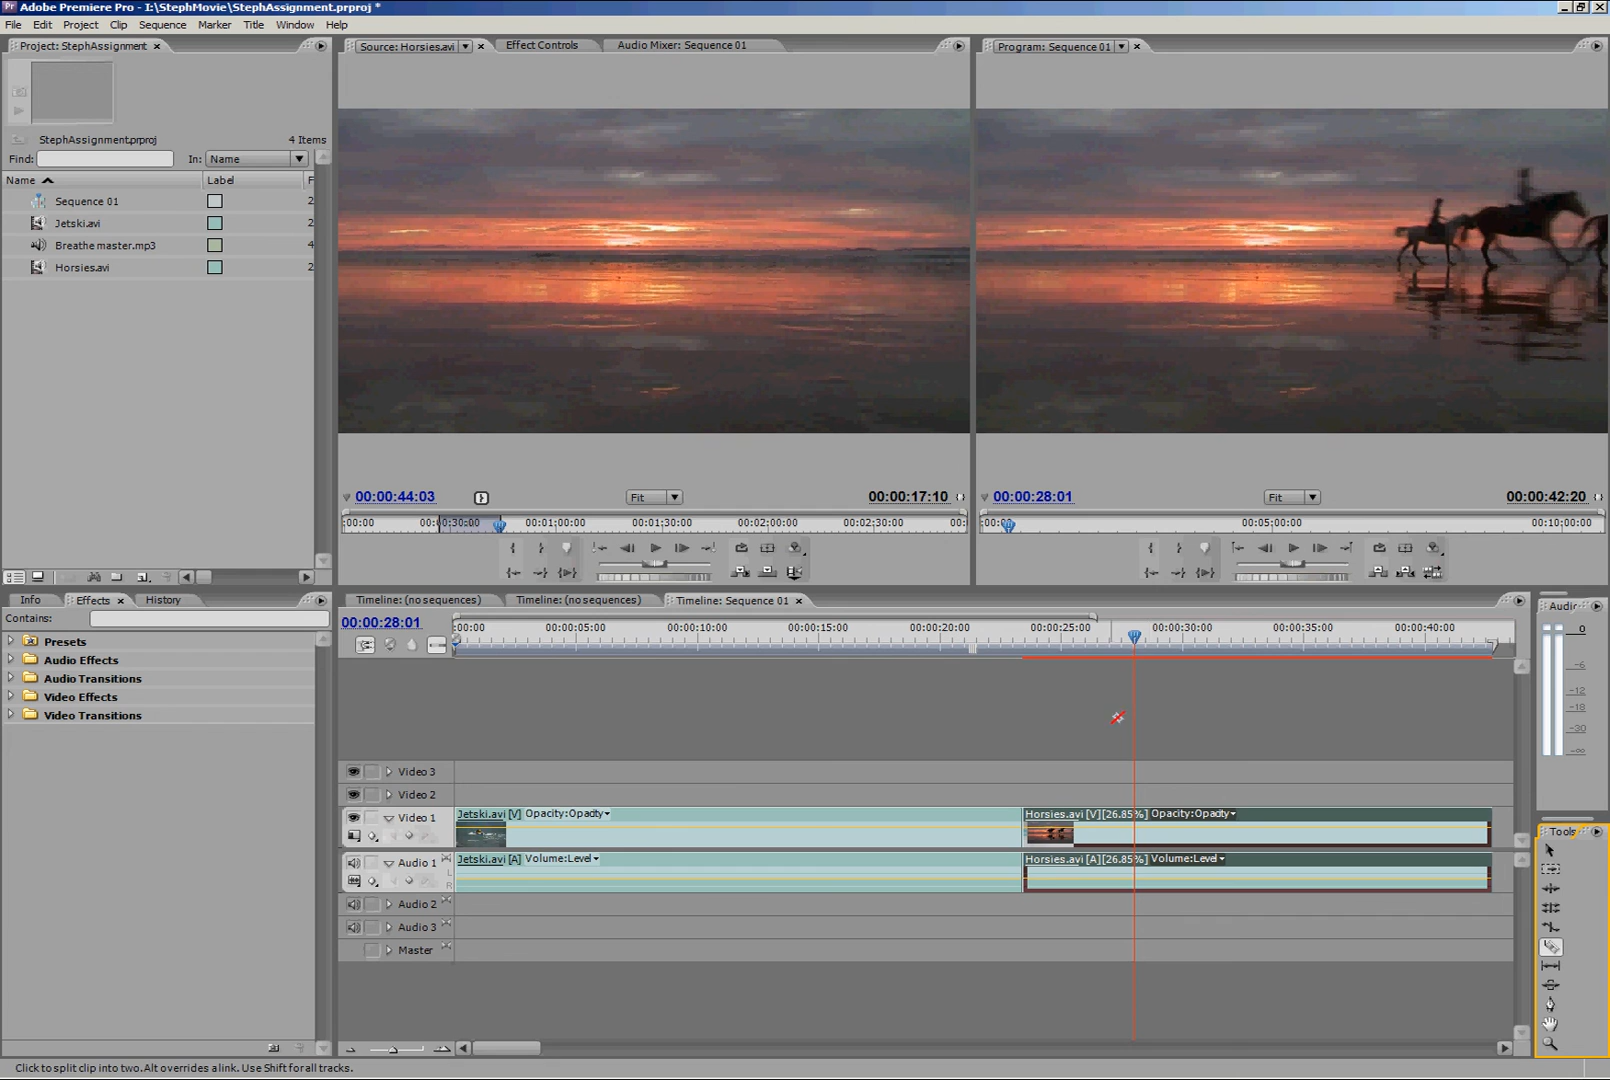 Adobe Premiere Pro - I:\StephMovie\StephAssignment.prproj *
File Edit Project Clip Sequence Marker Title Window Help
Project: StephAssignment
StephAssignment.prproj 4 Items
Find: In: Name
Name Label F
Sequence 01 2
Jetski.avi 2
Breathe master.mp3 4
Horsies.avi 2
Source: Horsies.avi Effect Controls Audio Mixer: Sequence 01
00:00:44:03 Fit 00:00:17:10
:00:00 00:00:30:00 00:01:00:00 00:01:30:00 00:02:00:00 00:02:30:00 00:
Program: Sequence 01
00:00:28:01 Fit 00:00:42:20
:00:00 00:05:00:00 00:10:00:00
Info Effects History
Contains:
Presets
Audio Effects
Audio Transitions
Video Effects
Video Transitions
Timeline: (no sequences) Timeline: (no sequences) Timeline: Sequence 01
00:00:28:01
:00:00 00:00:05:00 00:00:10:00 00:00:15:00 00:00:20:00 00:00:25:00 00:00:30:00 00:00:35:00 00:00:40:00
Video 3
Video 2
Video 1
Jetski.avi [V] Opacity:Opacity Horsies.avi [V][26.85%] Opacity:Opacity
Audio 1
L
R
Jetski.avi [A] Volume:Level Horsies.avi [A][26.85%] Volume:Level
Audio 2
Audio 3
Master
Audic
0
-6
-12
-18
-30
-∞
Tools
Click to split clip into two. Alt overrides a link. Use Shift for all tracks.